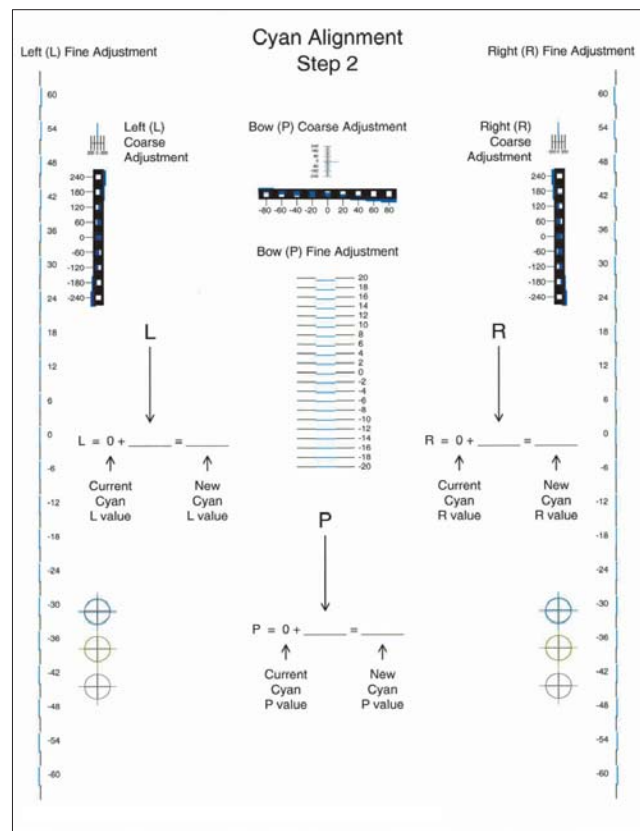 Cyan Alignment
Step 2
Left (L) Fine Adjustment
Right (R) Fine Adjustment
60
54
48
42
36
30
24
18
12
6
0
-6
-12
-18
-24
-30
-36
-42
-48
-54
-60
Left (L)
Coarse
Adjustment
240
180
120
60
0
-60
-120
-180
-240
Bow (P) Coarse Adjustment
-80 -60 -40 -20 0 20 40 60 80
Bow (P) Fine Adjustment
20
18
16
14
12
10
8
6
4
2
0
-2
-4
-6
-8
-10
-12
-14
-16
-18
-20
Right (R)
Coarse
Adjustment
240
180
120
60
0
-60
-120
-180
-240
L
L = 0 + ______ = ______
Current
Cyan
L value
New
Cyan
L value
R
R = 0 + ______ = ______
Current
Cyan
R value
New
Cyan
R value
P
P = 0 + ______ = ______
Current
Cyan
P value
New
Cyan
P value
60
54
48
42
36
30
24
18
12
6
0
-6
-12
-18
-24
-30
-36
-42
-48
-54
-60